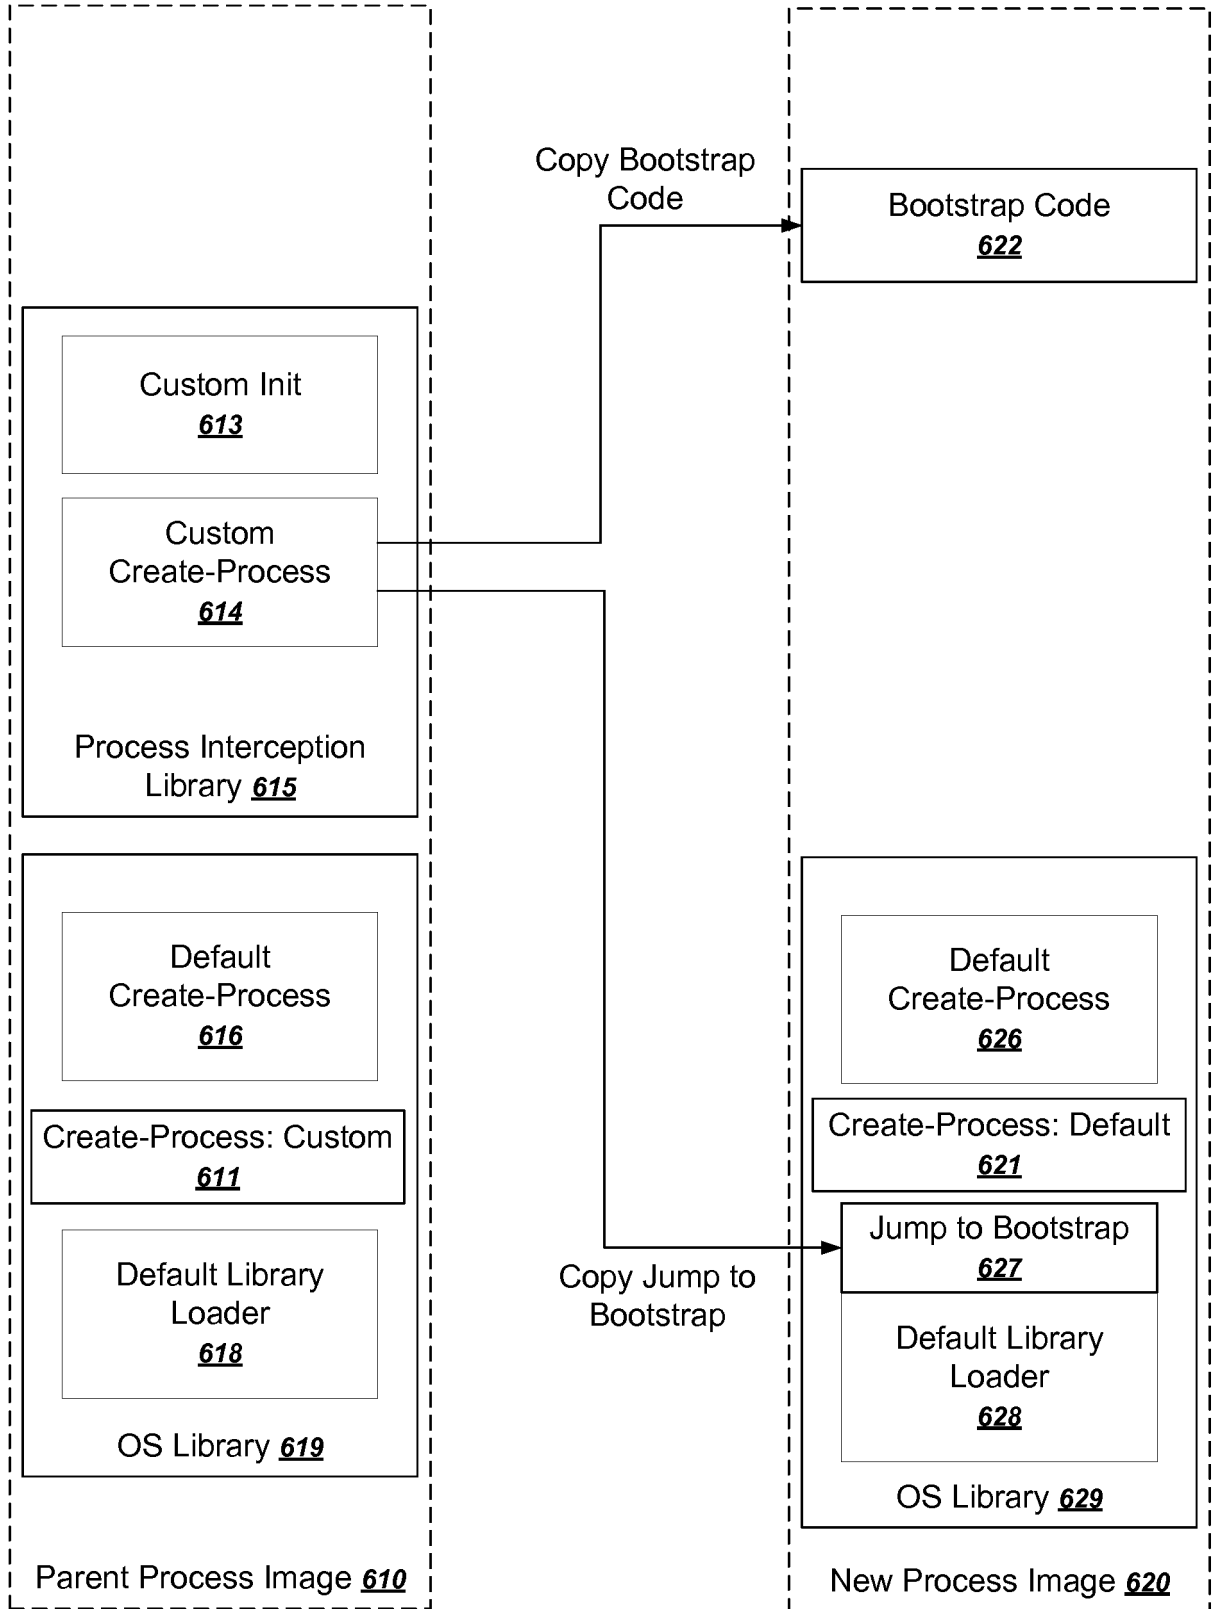 Copy Bootstrap
Code
Bootstrap Code
622
Custom Init
613
Custom
Create-Process
614
Process Interception
Library 615
Default
Create-Process
616
Create-Process: Custom
611
Default Library
Loader
618
OS Library 619
Parent Process Image 610
Copy Jump to
Bootstrap
Default
Create-Process
626
Create-Process: Default
621
Jump to Bootstrap
627
Default Library
Loader
628
OS Library 629
New Process Image 620